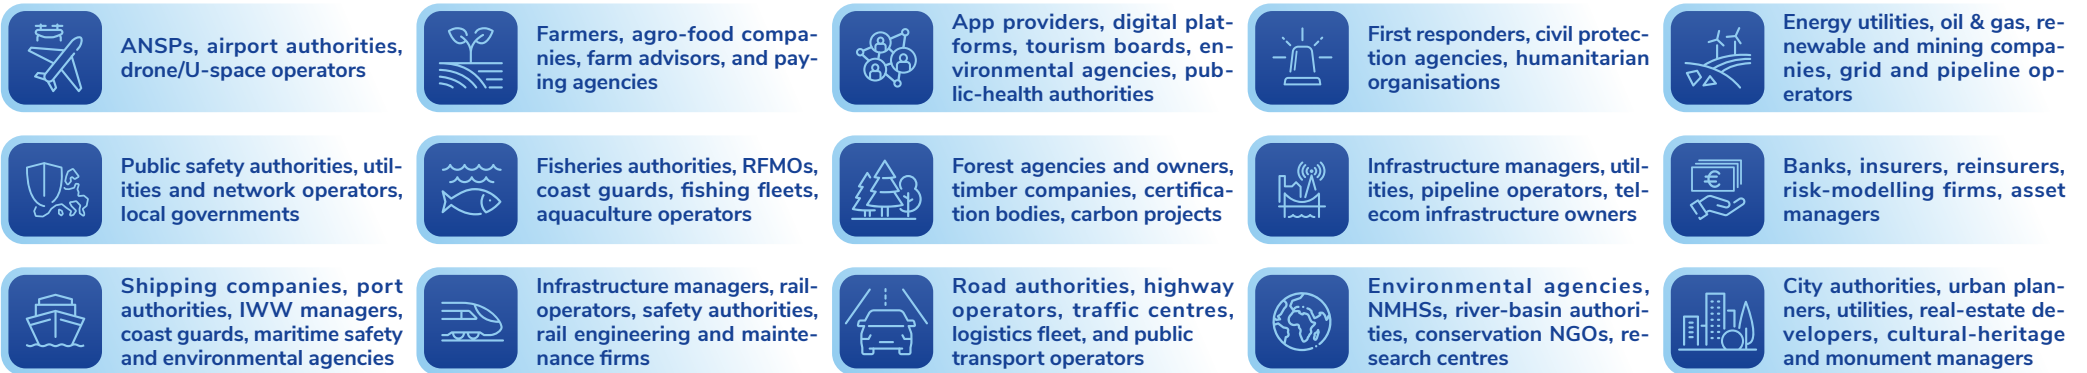 ANSPs, airport authorities,
drone/U-space operators
Farmers, agro-food compa-
nies, farm advisors, and pay-
ing agencies
App providers, digital plat-
forms, tourism boards, en-
vironmental agencies, pub-
lic-health authorities
First responders, civil protec-
tion agencies, humanitarian
organisations
Energy utilities, oil & gas, re-
newable and mining compa-
nies, grid and pipeline op-
erators
Public safety authorities, util-
ities and network operators,
local governments
Fisheries authorities, RFMOs,
coast guards, fishing fleets,
aquaculture operators
Forest agencies and owners,
timber companies, certifica-
tion bodies, carbon projects
Infrastructure managers, util-
ities, pipeline operators, tel-
ecom infrastructure owners
€
Banks, insurers, reinsurers,
risk-modelling firms, asset
managers
Shipping companies, port
authorities, IWW managers,
coast guards, maritime safety
and environmental agencies
Infrastructure managers, rail-
operators, safety authorities,
rail engineering and mainte-
nance firms
Road authorities, highway
operators, traffic centres,
logistics fleet, and public
transport operators
Environmental agencies,
NMHSs, river-basin authori-
ties, conservation NGOs, re-
search centres
City authorities, urban plan-
ners, utilities, real-estate de-
velopers, cultural-heritage
and monument managers